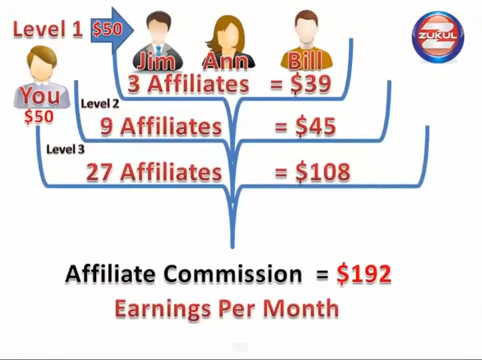 Level 1 $50
ZUKUL
Jim Ann Bill
You
$50
3 Affiliates = $39
Level 2
9 Affiliates = $45
Level 3
27 Affiliates = $108
Affiliate Commission = $192
Earnings Per Month